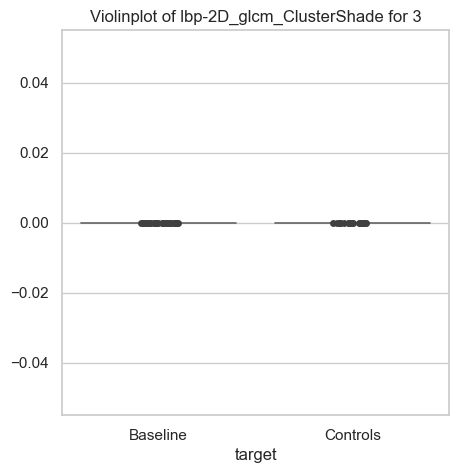 Violinplot of lbp-2D_glcm_ClusterShade for 3
0.04
0.02
0.00
−0.02
−0.04
Baseline
Controls
target